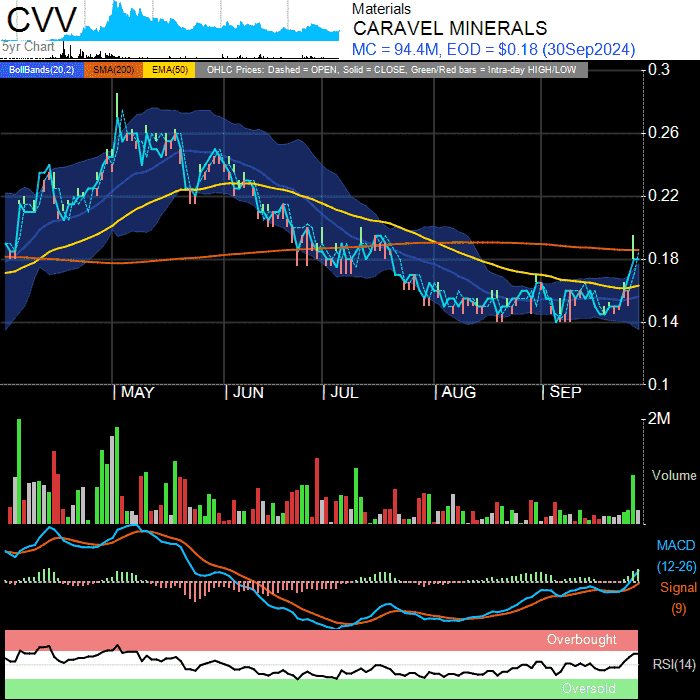 CVV
5yr Chart
Materials
CARAVEL MINERALS
MC = 94.4M, EOD = $0.18 (30Sep2024)
BollBands(20,2) SMA(200) EMA(50) OHLC Prices: Dashed = OPEN, Solid = CLOSE, Green/Red bars = Intra-day HIGH/LOW
0.3
0.26
0.22
0.18
0.14
0.1
MAY JUN JUL AUG SEP
2M
Volume
MACD
(12-26)
Signal
(9)
Overbought
RSI(14)
Oversold